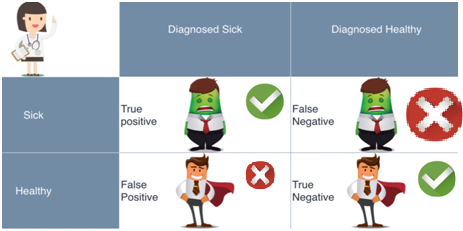 Diagnosed Sick
Diagnosed Healthy
Sick
True
positive
False
Negative
Healthy
False
Positive
True
Negative